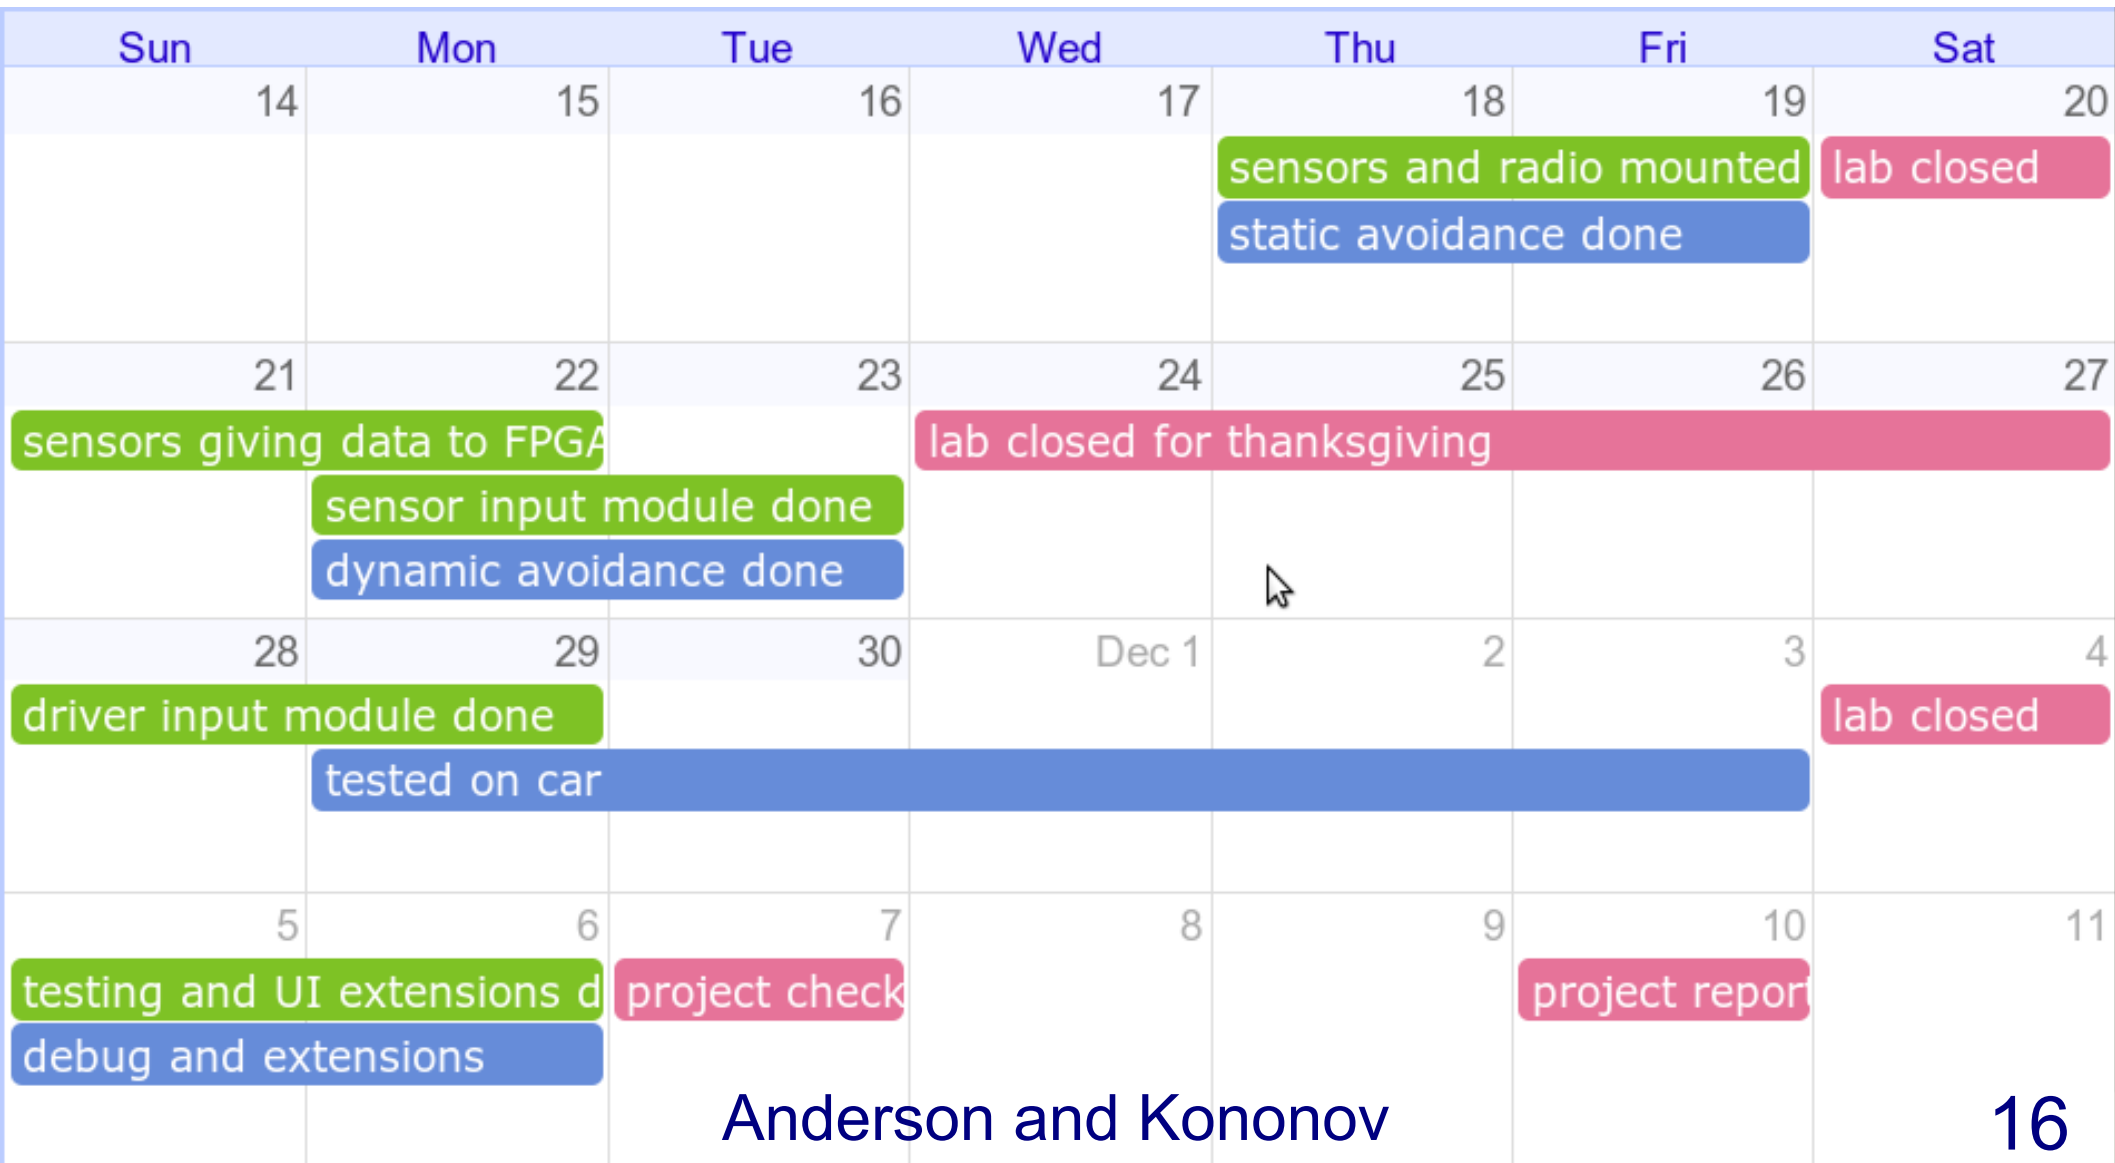 Sun Mon Tue Wed Thu Fri Sat
14 15 16 17 18 19 20
sensors and radio mounted lab closed
static avoidance done
21 22 23 24 25 26 27
sensors giving data to FPGA lab closed for thanksgiving
sensor input module done
dynamic avoidance done
28 29 30 Dec 1 2 3 4
driver input module done lab closed
tested on car
5 6 7 8 9 10 11
testing and UI extensions d project check project report
debug and extensions
Anderson and Kononov 16